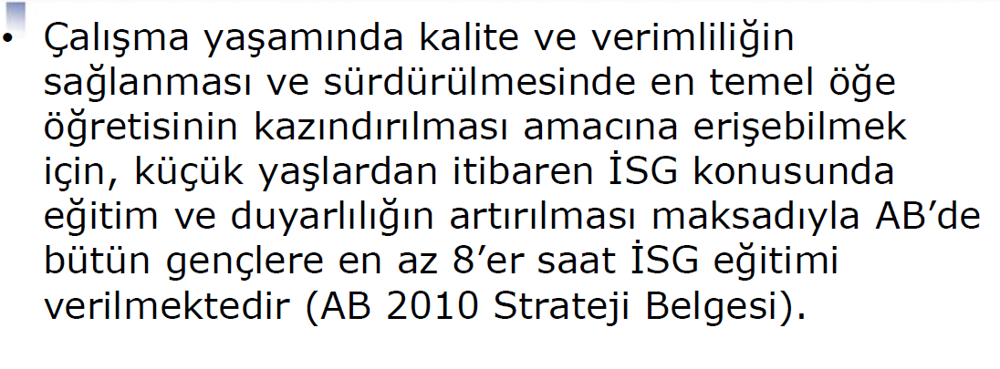 • Çalışma yaşamında kalite ve verimliliğin
sağlanması ve sürdürülmesinde en temel öğe
öğretisinin kazındırılması amacına erişebilmek
için, küçük yaşlardan itibaren İSG konusunda
eğitim ve duyarlılığın artırılması maksadıyla AB’de
bütün gençlere en az 8’er saat İSG eğitimi
verilmektedir (AB 2010 Strateji Belgesi).